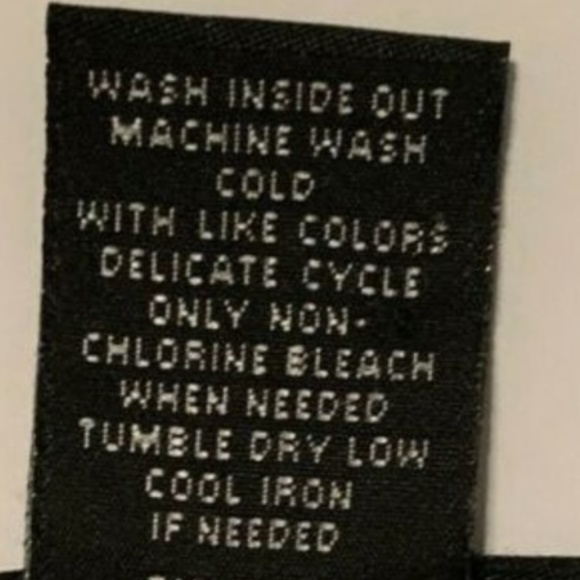 WASH INSIDE OUT
MACHINE WASH
COLD
WITH LIKE COLORS
DELICATE CYCLE
ONLY NON-
CHLORINE BLEACH
WHEN NEEDED
TUMBLE DRY LOW
COOL IRON
IF NEEDED